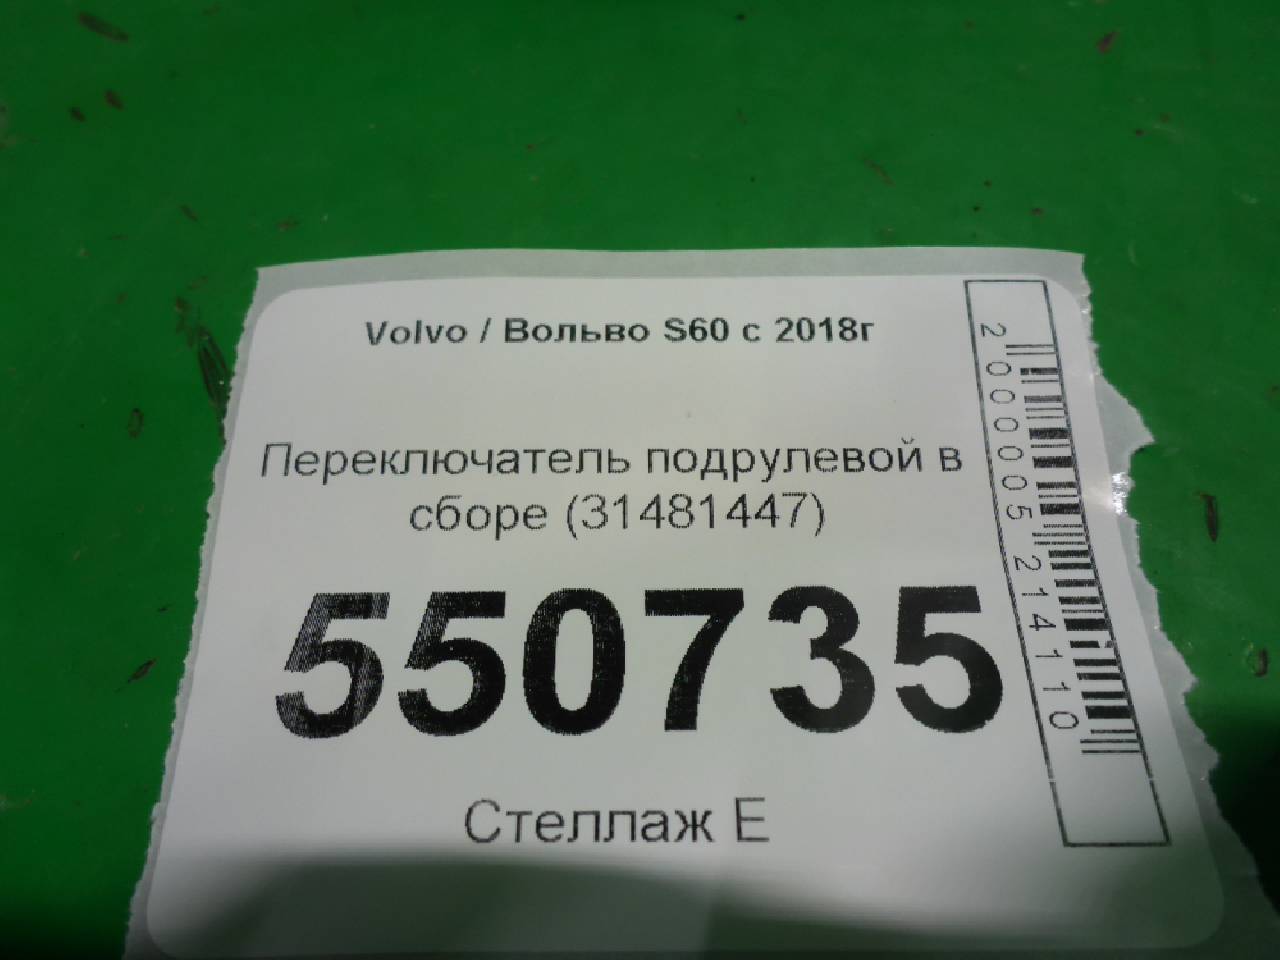 Volvo / Вольво S60 с 2018г
Переключатель подрулевой в
сборе (31481447)
550735
Стеллаж Е
2000005214110